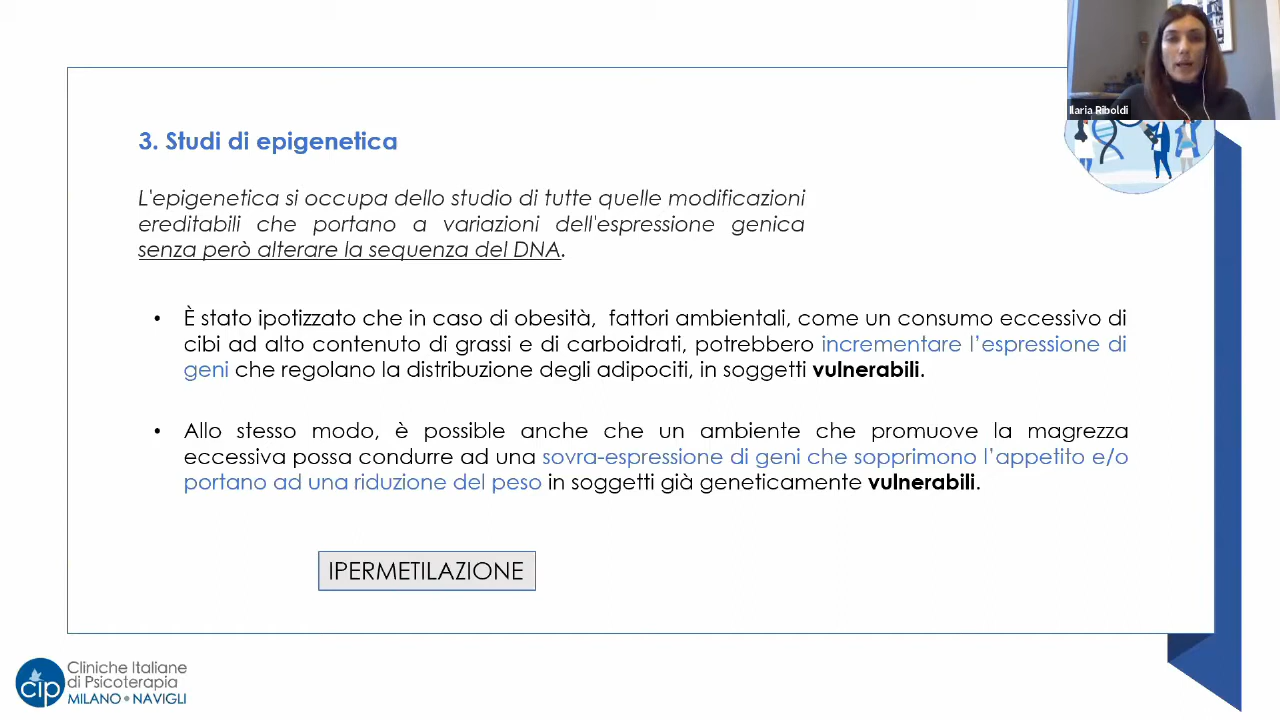 Ilaria Riboldi
3. Studi di epigenetica
L'epigenetica si occupa dello studio di tutte quelle modificazioni
ereditabili che portano a variazioni dell'espressione genica
senza però alterare la sequenza del DNA.
• È stato ipotizzato che in caso di obesità, fattori ambientali, come un consumo eccessivo di
cibi ad alto contenuto di grassi e di carboidrati, potrebbero incrementare l'espressione di
geni che regolano la distribuzione degli adipociti, in soggetti vulnerabili.
• Allo stesso modo, è possible anche che un ambiente che promuove la magrezza
eccessiva possa condurre ad una sovra-espressione di geni che sopprimono l'appetito e/o
portano ad una riduzione del peso in soggetti già geneticamente vulnerabili.
IPERMETILAZIONE
cip
Cliniche Italiane
di Psicoterapia
MILANO • NAVIGLI